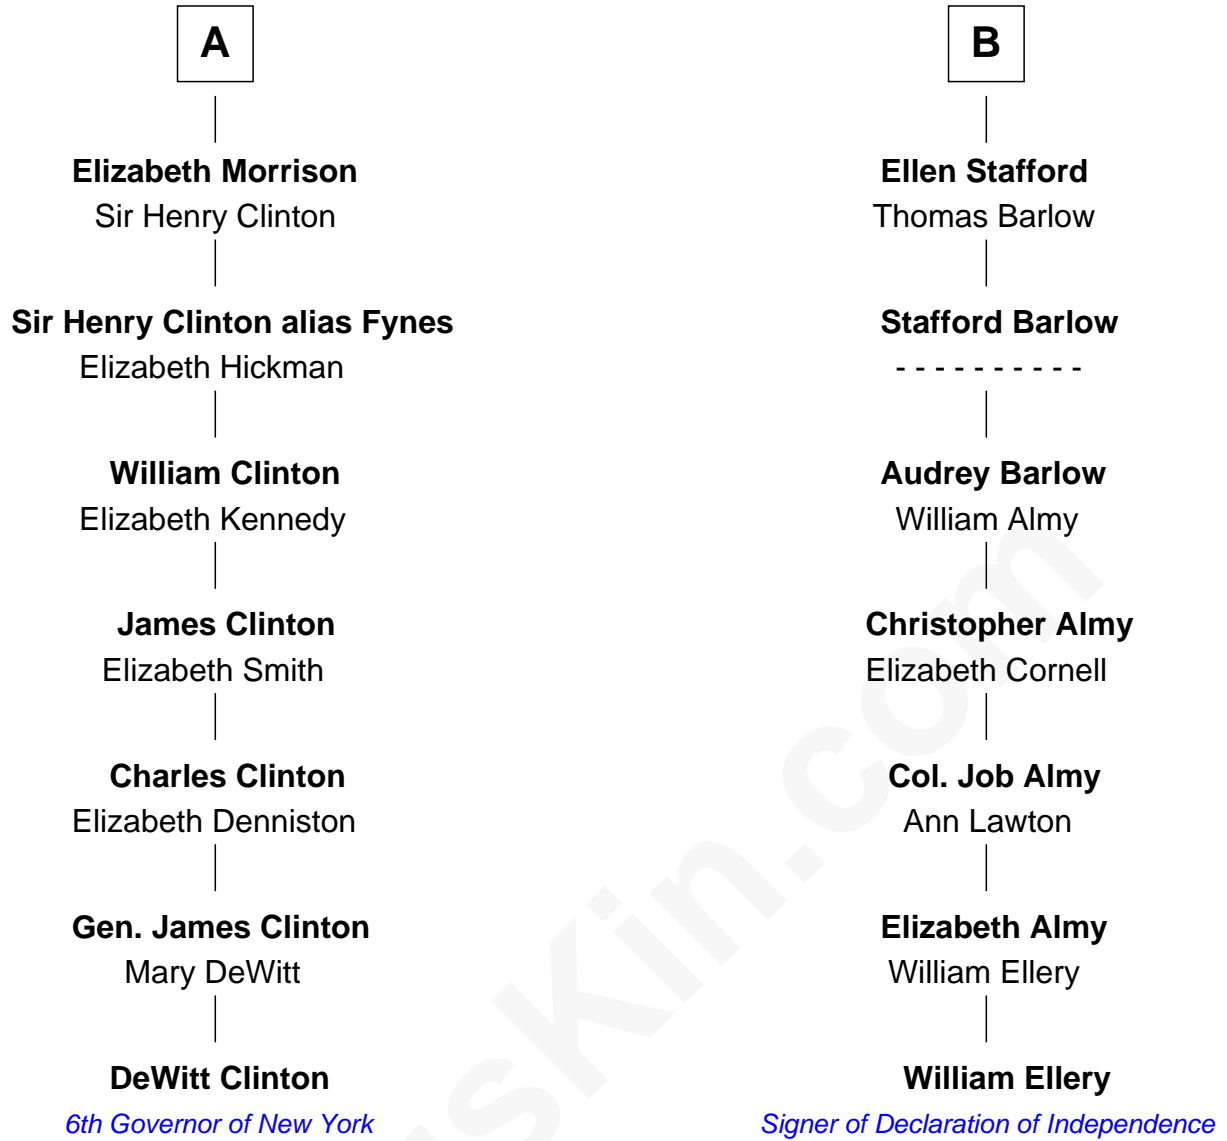 A
Elizabeth Morrison
Sir Henry Clinton
Sir Henry Clinton alias Fynes
Elizabeth Hickman
William Clinton
Elizabeth Kennedy
James Clinton
Elizabeth Smith
Charles Clinton
Elizabeth Denniston
Gen. James Clinton
Mary DeWitt
DeWitt Clinton
6th Governor of New York
B
Ellen Stafford
Thomas Barlow
Stafford Barlow
- - - - - - - - - -
Audrey Barlow
William Almy
Christopher Almy
Elizabeth Cornell
Col. Job Almy
Ann Lawton
Elizabeth Almy
William Ellery
William Ellery
Signer of Declaration of Independence
usKin.com